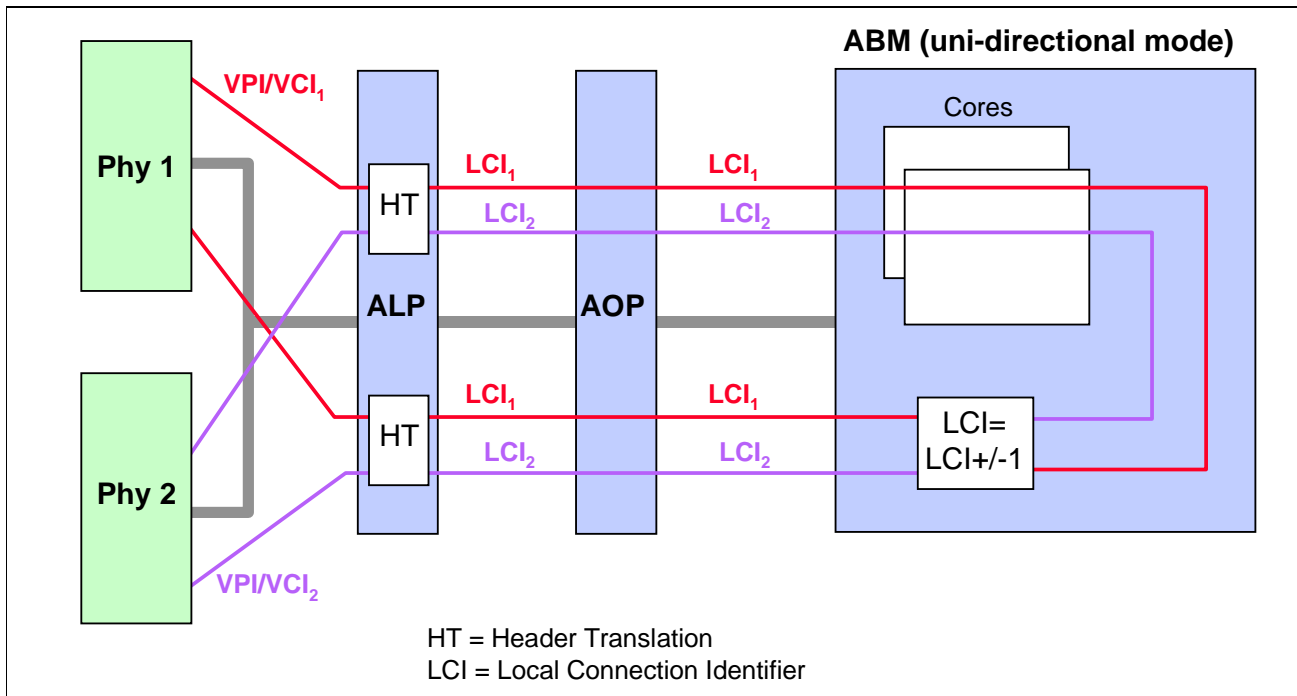 ABM (uni-directional mode)
VPI/VCI₁
Cores
Phy 1
LCI₁
LCI₁
HT
LCI₂
LCI₂
ALP
AOP
LCI₁
LCI₁
HT
LCI=
LCI+/-1
LCI₂
LCI₂
Phy 2
VPI/VCI₂
HT = Header Translation
LCI = Local Connection Identifier